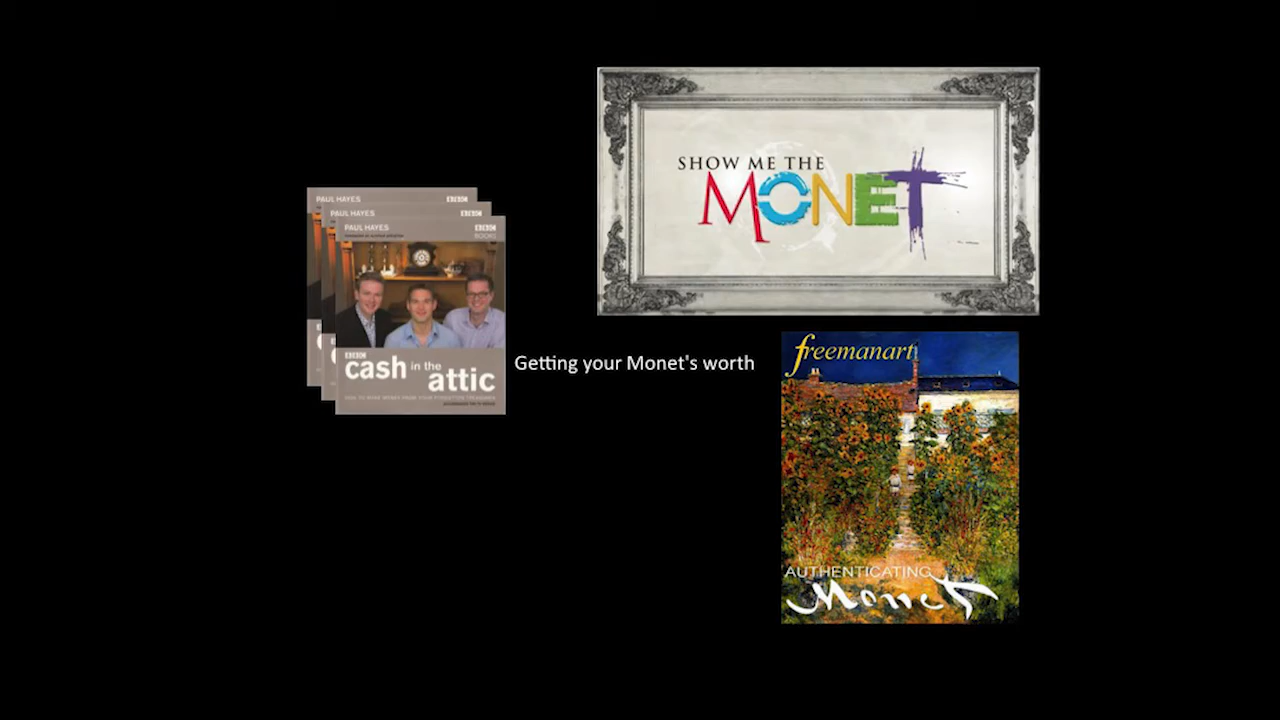 PAUL HAYES
BBC
PAUL HAYES
BBC
PAUL HAYES
BBC
BOOKS
BBC
cash in the
attic
SHOW ME THE
MONET
Getting your Monet's worth
freemanart
AUTHENTICATING
Monet